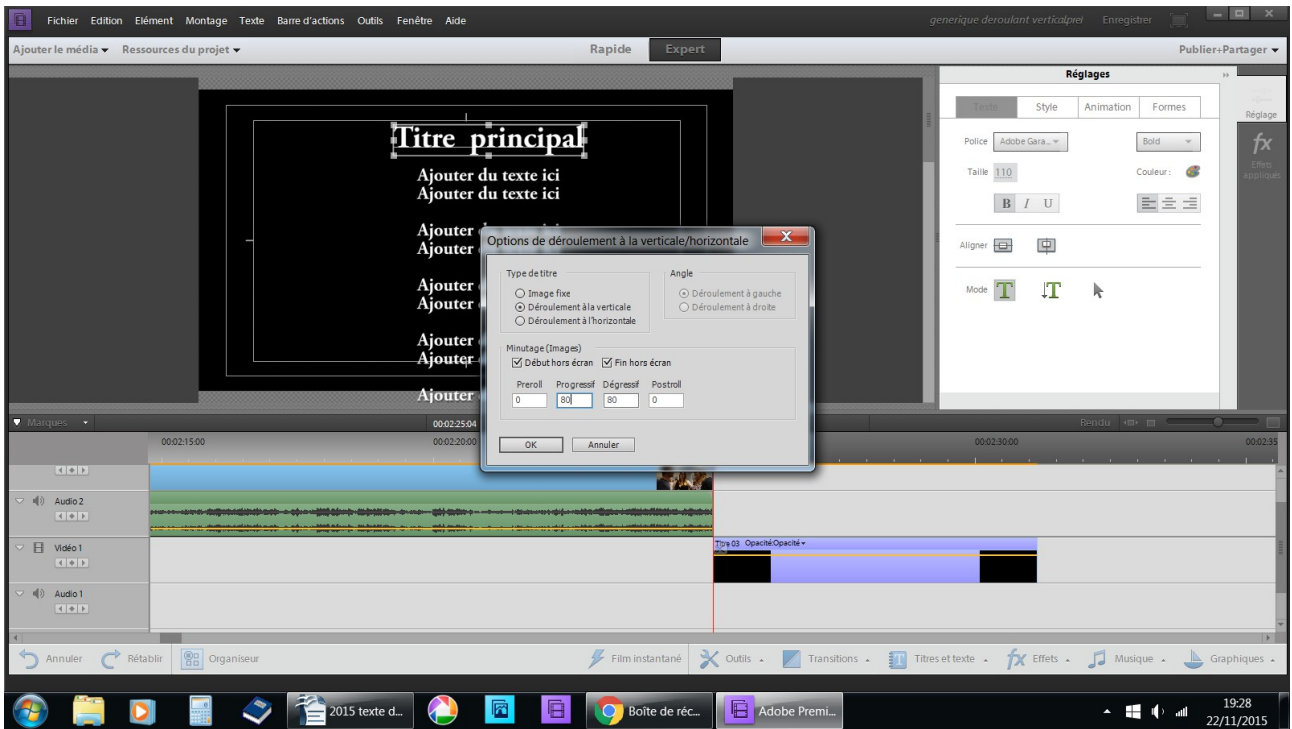 Fichier Edition Elément Montage Texte Barre d'actions Outils Fenêtre Aide generique deroulant verticalprel Enregistrer
Ajouter le média Ressources du projet Rapide Expert Publier+Partager
Réglages
Texte Style Animation Formes
Réglage
Police Adobe Gara... Bold
fx
Effets appliqués
Taille 110 Couleur :
B I U
Aligner
Mode T T
Titre principal
Ajouter du texte ici
Ajouter du texte ici
Ajouter
Ajouter
Ajouter
Ajouter
Ajouter
Ajouter
Ajouter
Options de déroulement à la verticale/horizontale X
Type de titre
Image fixe
Déroulement à la verticale
Déroulement à l'horizontale
Angle
Déroulement à gauche
Déroulement à droite
Minutage (Images)
Début hors écran Fin hors écran
Preroll Progressif Dégressif Postroll
0 80 80 0
OK Annuler
Marques 00:02:25:04 Rendu
00:02:15:00 00:02:20:00 00:02:30:00 00:02:35
Audio 2
Vidéo 1
Titre 03 Opacité:Opacité
Audio 1
Annuler Rétablir Organiseur Film instantané Outils Transitions Titres et texte fx Effets Musique Graphiques
2015 texte d... Boîte de réc... Adobe Premi...
19:28
22/11/2015